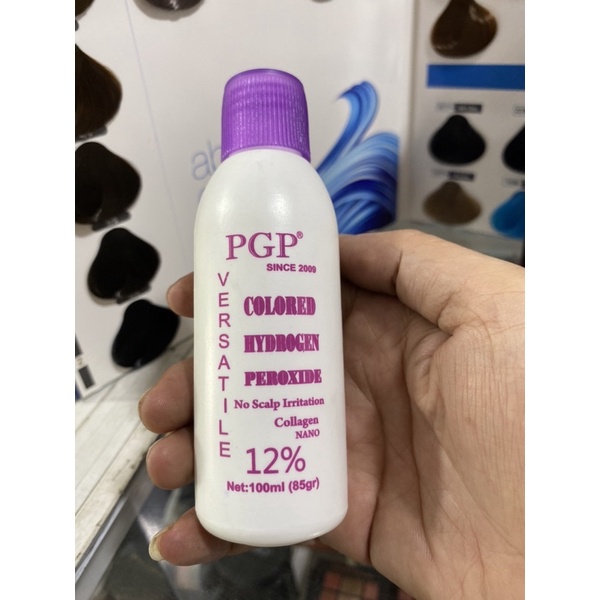 PGP®
SINCE 2009
VERSATILE
COLORED
HYDROGEN
PEROXIDE
No Scalp Irritation
Collagen
NANO
12%
Net:100ml (85gr)